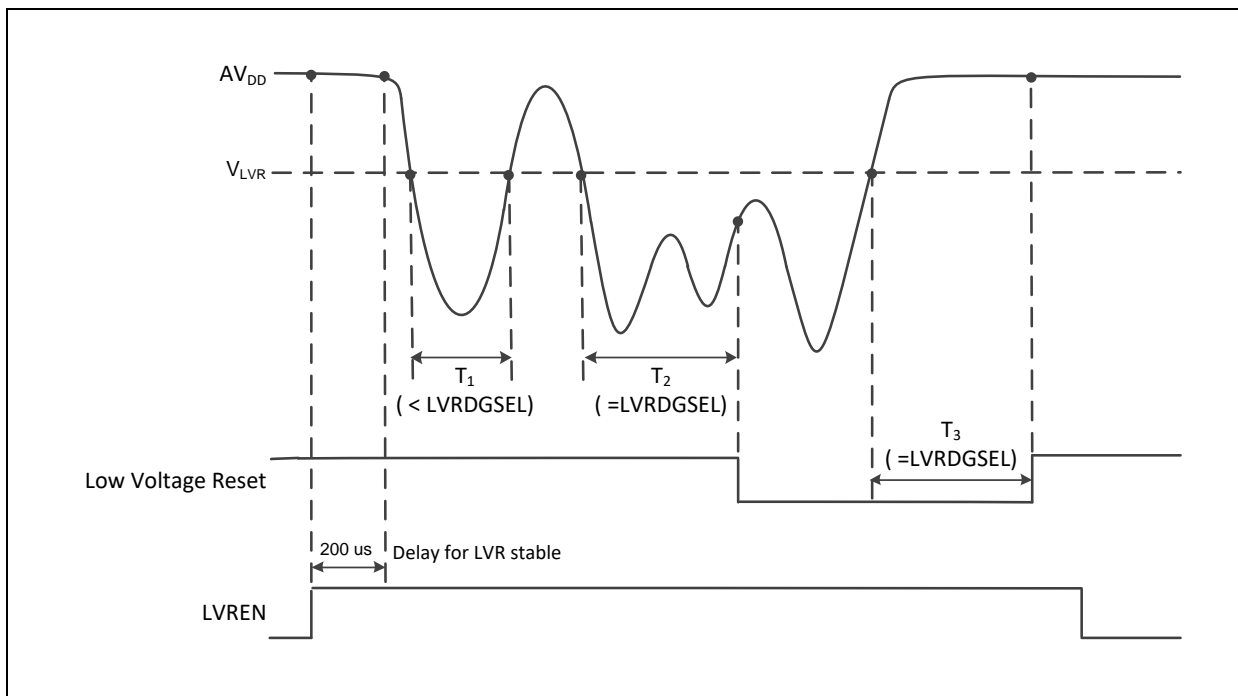 AVDD
VLVR
T1
( < LVRDGSEL)
T2
( =LVRDGSEL)
T3
( =LVRDGSEL)
Low Voltage Reset
200 us
Delay for LVR stable
LVREN